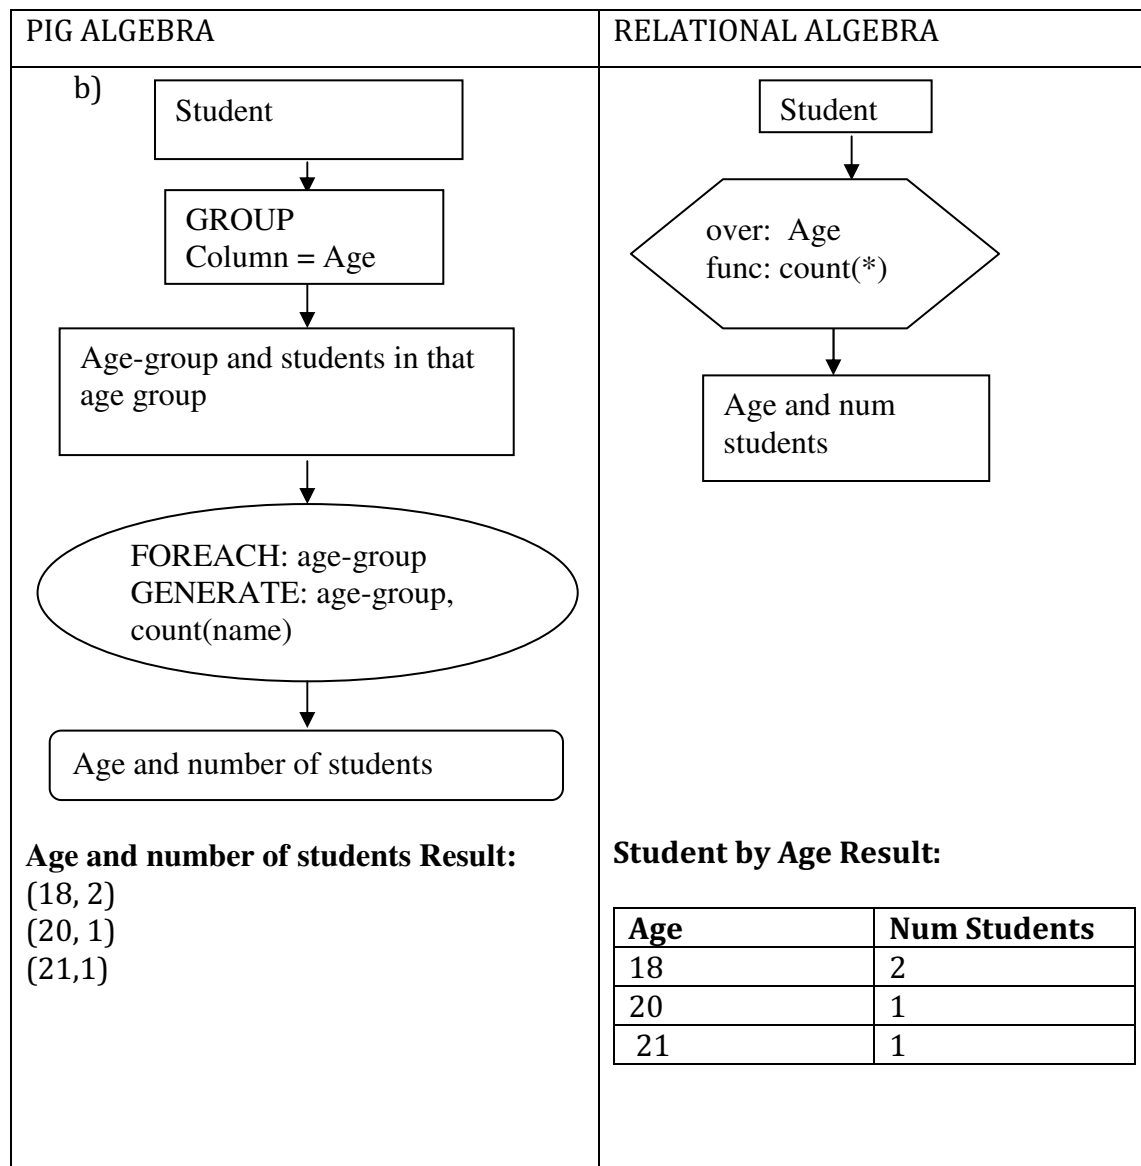 PIG ALGEBRA
RELATIONAL ALGEBRA
b)
Student
GROUP
Column = Age
Age-group and students in that
age group
FOREACH: age-group
GENERATE: age-group,
count(name)
Age and number of students
Age and number of students Result:
(18, 2)
(20, 1)
(21,1)
Student
over: Age
func: count(*)
Age and num
students
Student by Age Result:
Age Num Students
18 2
20 1
21 1